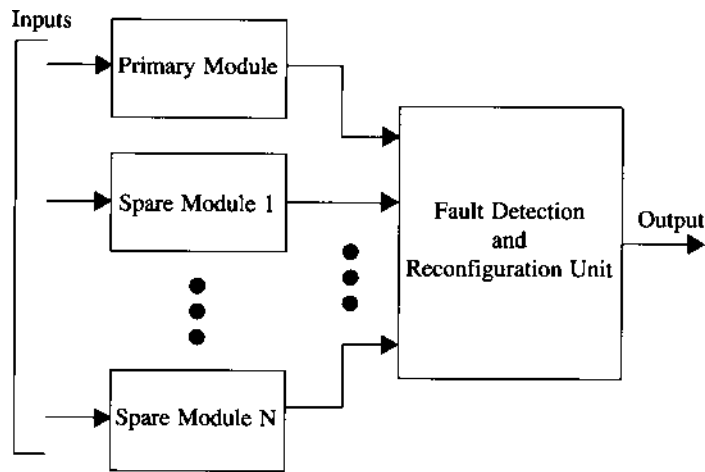 Inputs
Primary Module
Spare Module 1
Fault Detection
and
Reconfiguration Unit
Output
Spare Module N